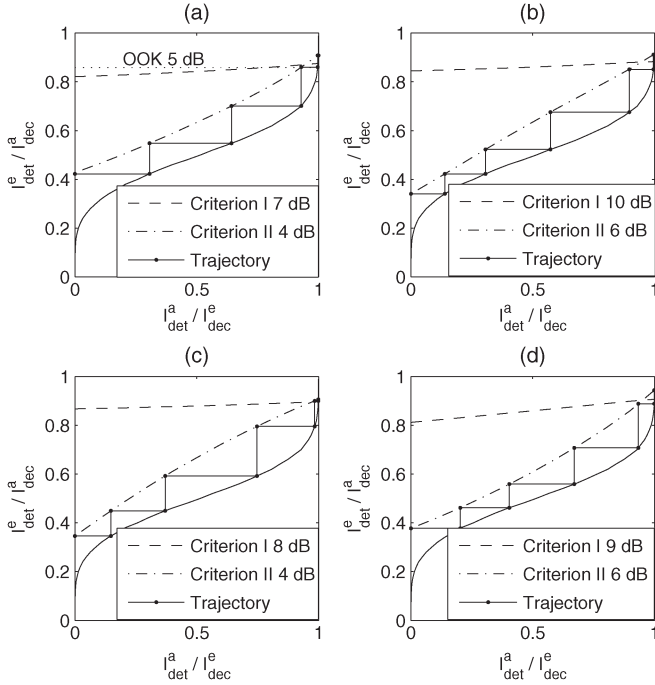 (a)
1
0.8
0.6
0.4
0.2
0
OOK 5 dB
Criterion I 7 dB
Criterion II 4 dB
Trajectory
0 0.5 1
I^e_det / I^a_dec
I^a_det / I^e_dec
(b)
1
0.8
0.6
0.4
0.2
0
Criterion I 10 dB
Criterion II 6 dB
Trajectory
0 0.5 1
I^e_det / I^a_dec
I^a_det / I^e_dec
(c)
1
0.8
0.6
0.4
0.2
0
Criterion I 8 dB
Criterion II 4 dB
Trajectory
0 0.5 1
I^e_det / I^a_dec
I^a_det / I^e_dec
(d)
1
0.8
0.6
0.4
0.2
0
Criterion I 9 dB
Criterion II 6 dB
Trajectory
0 0.5 1
I^e_det / I^a_dec
I^a_det / I^e_dec